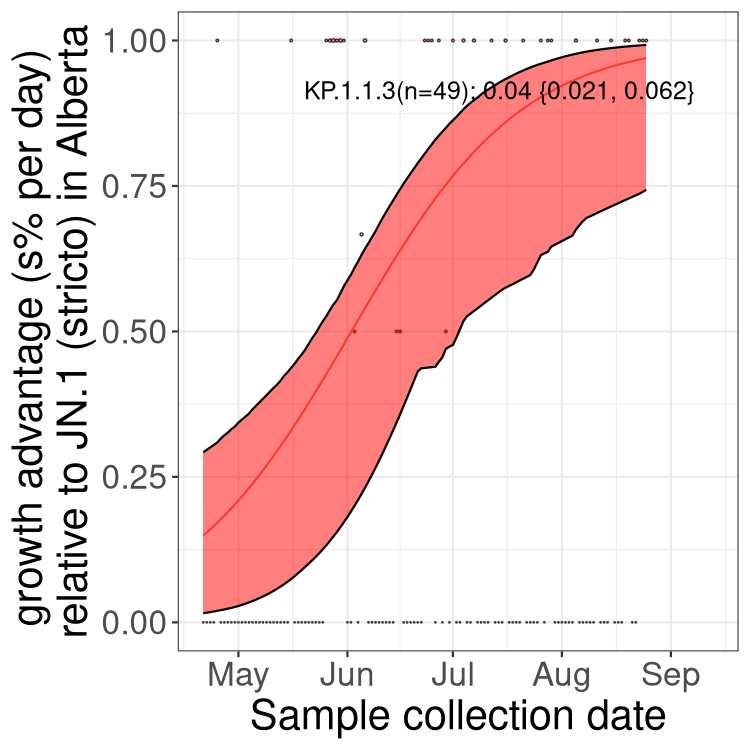 growth advantage (s% per day)
relative to JN.1 (stricto) in Alberta
1.00
0.75
0.50
0.25
0.00
KP.1.1.3(n=49): 0.04 {0.021, 0.062}
May Jun Jul Aug Sep
Sample collection date